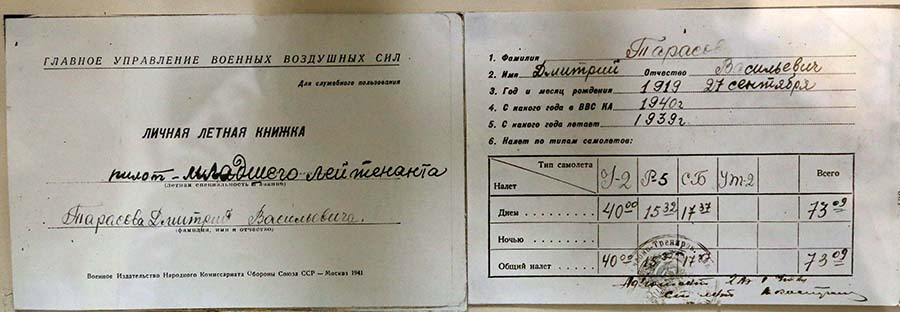 ГЛАВНОЕ УПРАВЛЕНИЕ ВОЕННЫХ ВОЗДУШНЫХ СИЛ
Для служебного пользования
ЛИЧНАЯ ЛЕТНАЯ КНИЖКА
пилот - младшего лейтенанта
(летная специальность и звание)
Тарасова Дмитрия Васильевича.
(фамилия, имя и отчество)
Военное Издательство Народного Комиссариата Обороны Союза ССР — Москва 1941
1. Фамилия Тарасов
2. Имя Дмитрий Отчество Васильевич
3. Год и месяц рождения 1919 27 сентября
4. С какого года в ВВС КА 1940г
5. С какого года летает 1939г.
6. Налет по типам самолетов:
Тип самолета
Налет У-2 Р-5 СБ Ут-2 Всего
Днем 40 00 15 32 17 37 73 09
Ночью
Общий налет 40 00 15 32 17 37 73 09
Адъютант